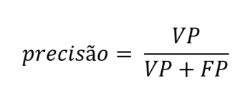 precisão = VP / (VP + FP)